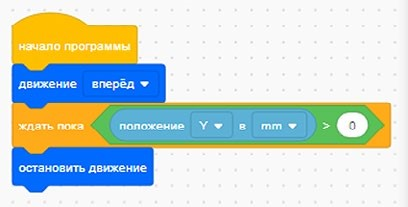 начало программы
движение вперёд
ждать пока положение Y в mm > 0
остановить движение